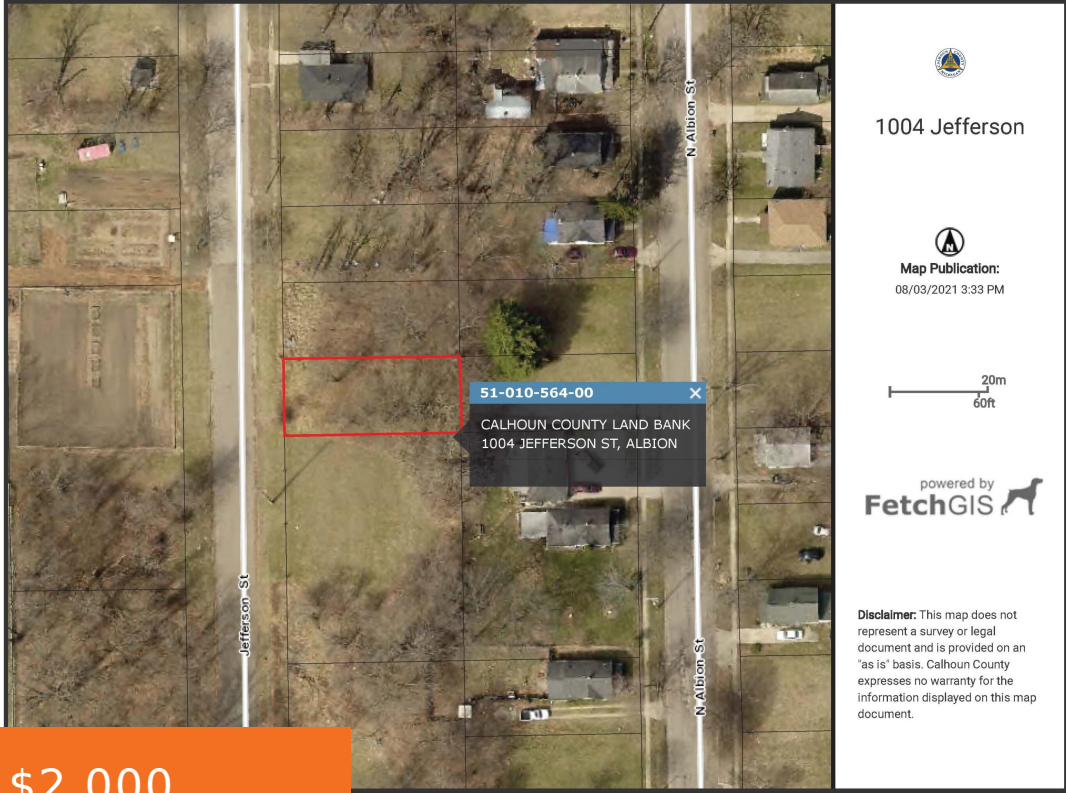 N Albion St
1004 Jefferson
N
Map Publication:
08/03/2021 3:33 PM
20m
60ft
51-010-564-00
CALHOUN COUNTY LAND BANK
1004 JEFFERSON ST, ALBION
powered by
FetchGIS
Jefferson St
N Albion St
Disclaimer: This map does not
represent a survey or legal
document and is provided on an
"as is" basis. Calhoun County
expresses no warranty for the
information displayed on this map
document.
$2,000